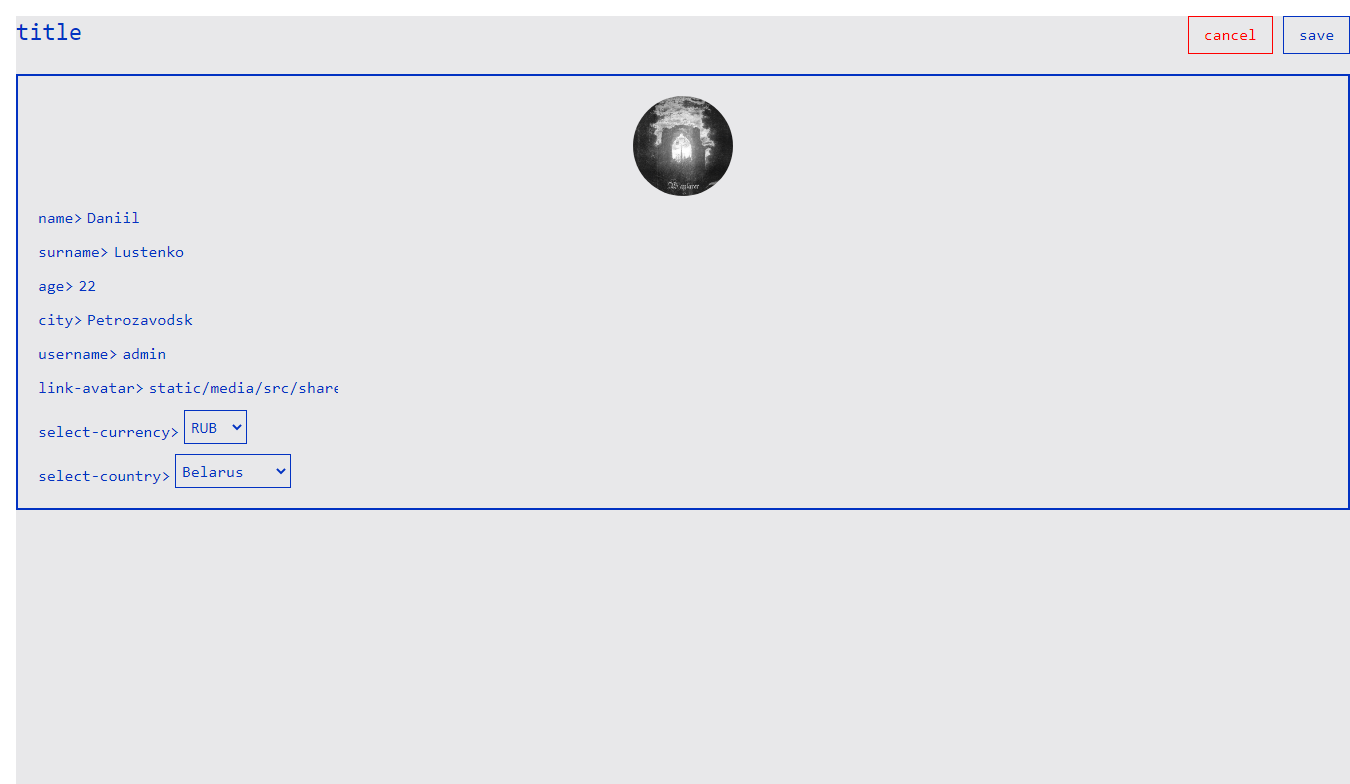 title
cancel
save
name> Daniil
surname> Lustenko
age> 22
city> Petrozavodsk
username> admin
link-avatar> static/media/src/share
select-currency> RUB
select-country> Belarus